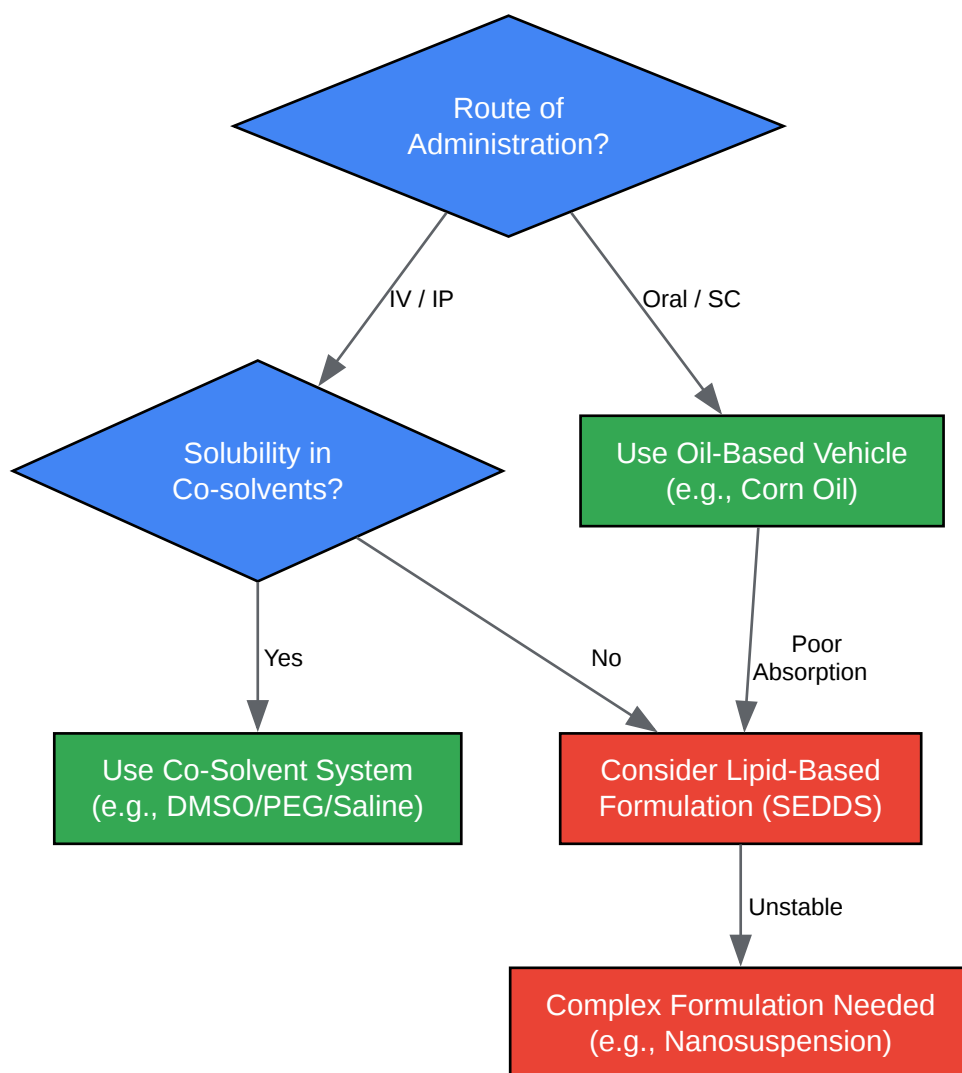 Route of
Administration?
IV / IP
Oral / SC
Solubility in
Co-solvents?
Use Oil-Based Vehicle
(e.g., Corn Oil)
Yes
No
Poor
Absorption
Use Co-Solvent System
(e.g., DMSO/PEG/Saline)
Consider Lipid-Based
Formulation (SEDDS)
Unstable
Complex Formulation Needed
(e.g., Nanosuspension)